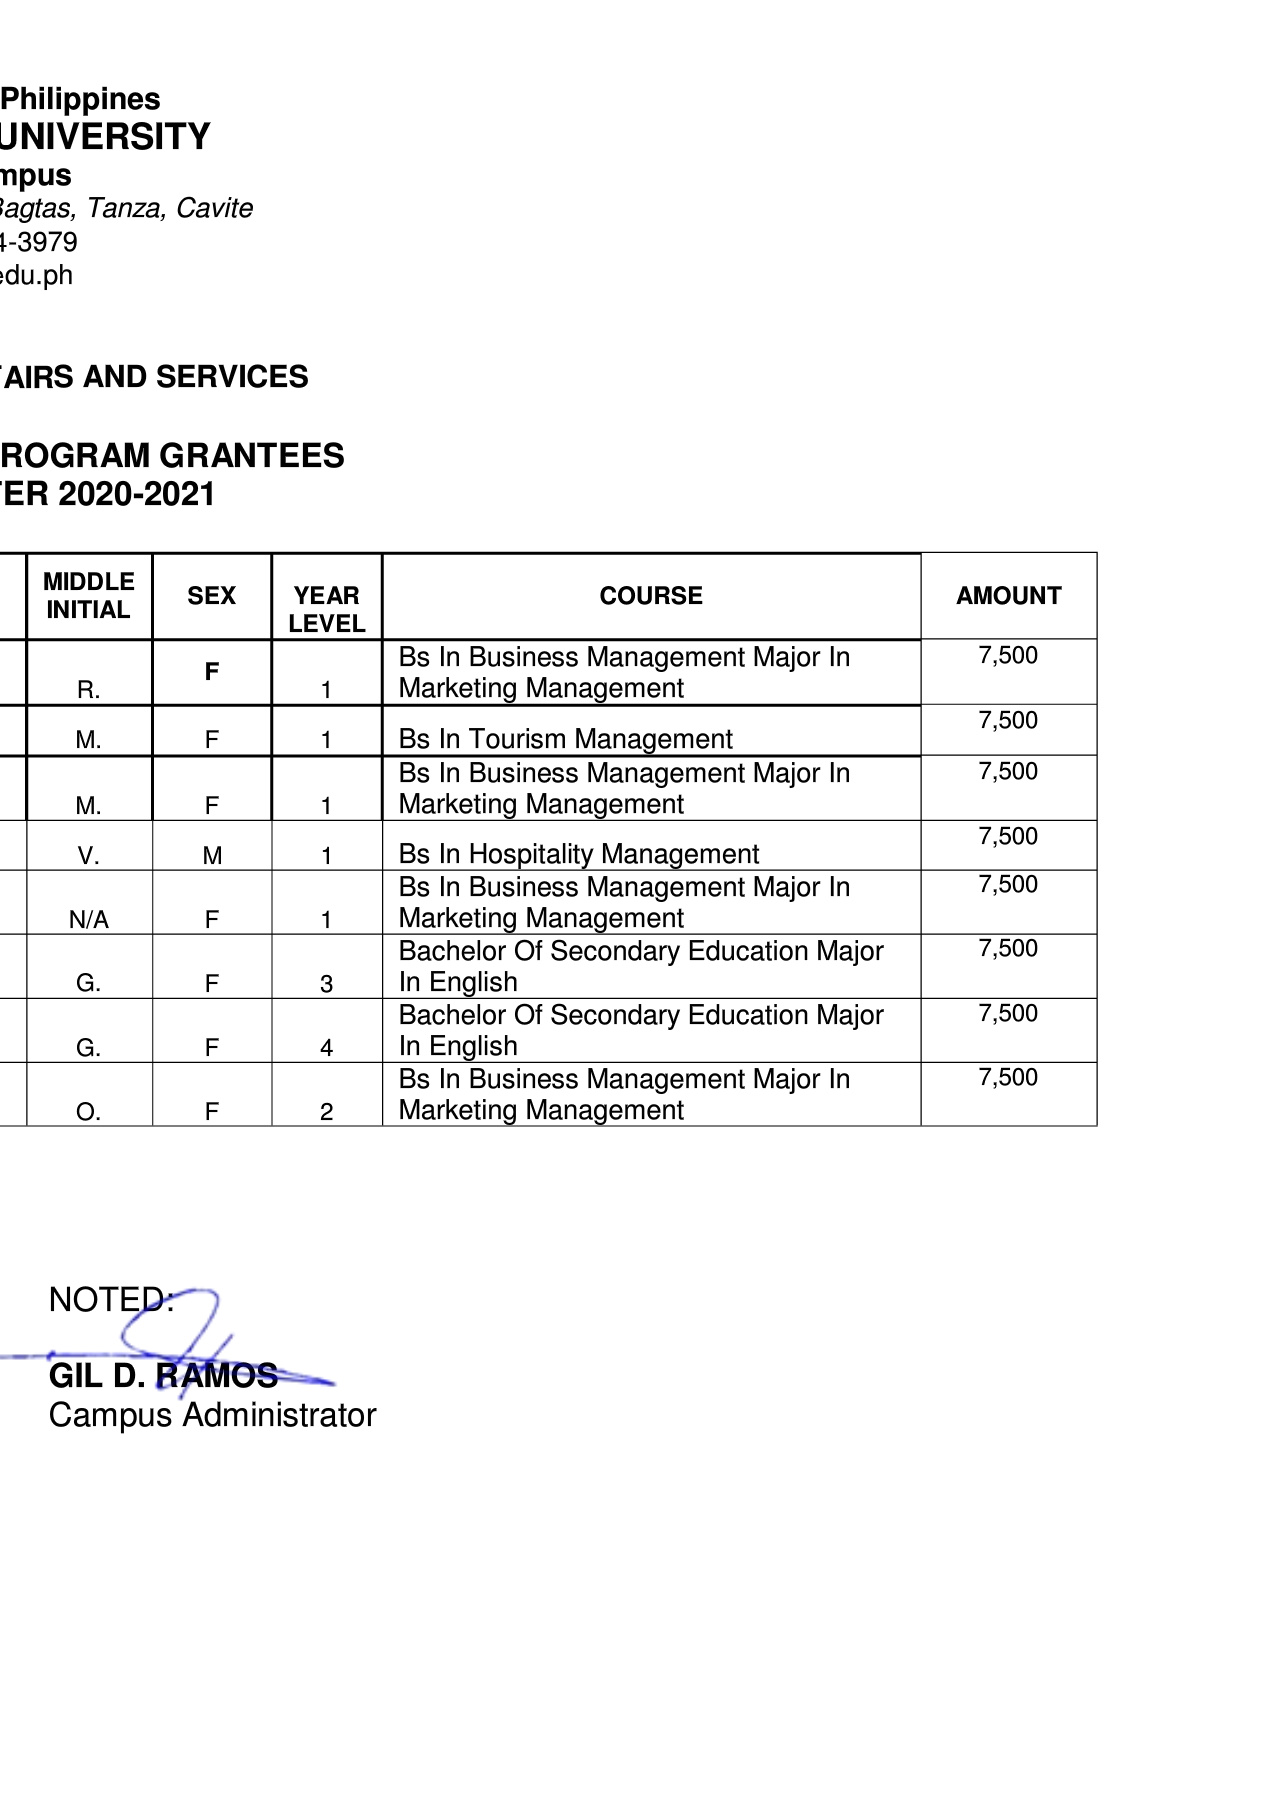 Philippines
UNIVERSITY
mpus
Bagtas, Tanza, Cavite
4-3979
edu.ph
AIRS AND SERVICES
ROGRAM GRANTEES
TER 2020-2021
MIDDLE INITIAL SEX YEAR LEVEL COURSE AMOUNT
R. F 1 Bs In Business Management Major In Marketing Management 7,500
M. F 1 Bs In Tourism Management 7,500
M. F 1 Bs In Business Management Major In Marketing Management 7,500
V. M 1 Bs In Hospitality Management 7,500
N/A F 1 Bs In Business Management Major In Marketing Management 7,500
G. F 3 Bachelor Of Secondary Education Major In English 7,500
G. F 4 Bachelor Of Secondary Education Major In English 7,500
O. F 2 Bs In Business Management Major In Marketing Management 7,500
NOTED:
GIL D. RAMOS
Campus Administrator